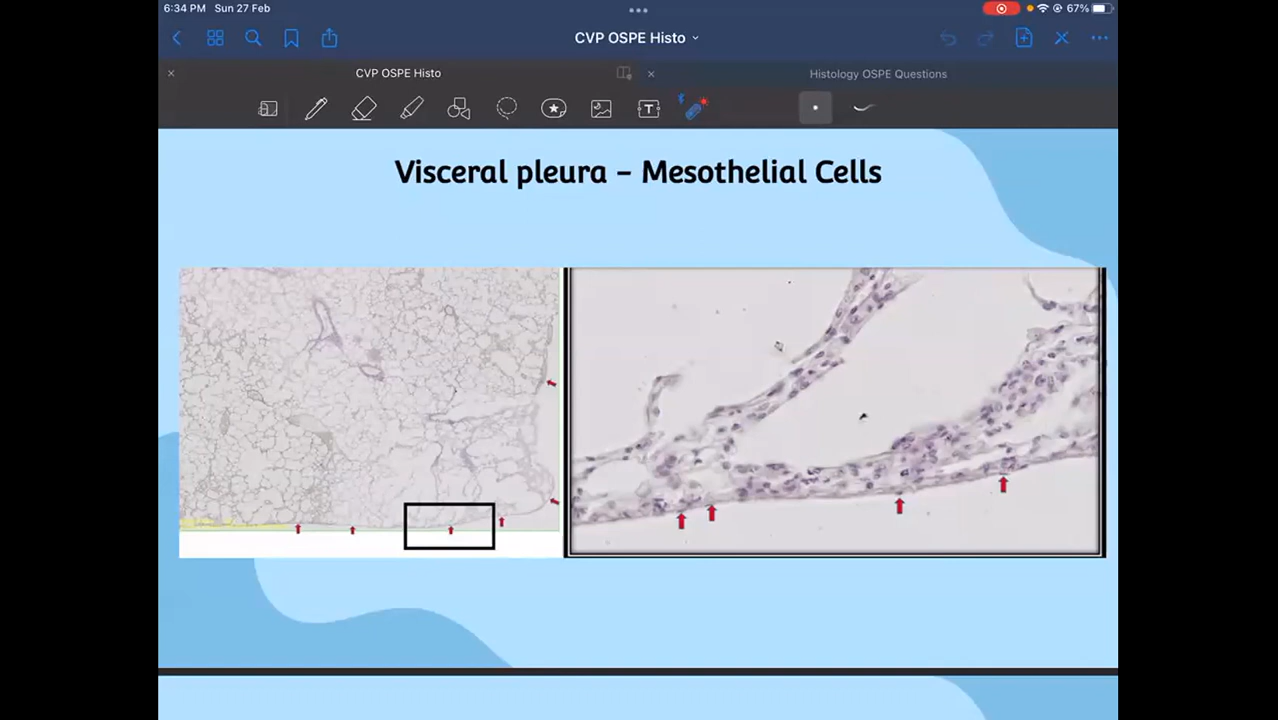 6:34 PM Sun 27 Feb
67%
CVP OSPE Histo
CVP OSPE Histo
Histology OSPE Questions
T
Visceral pleura – Mesothelial Cells